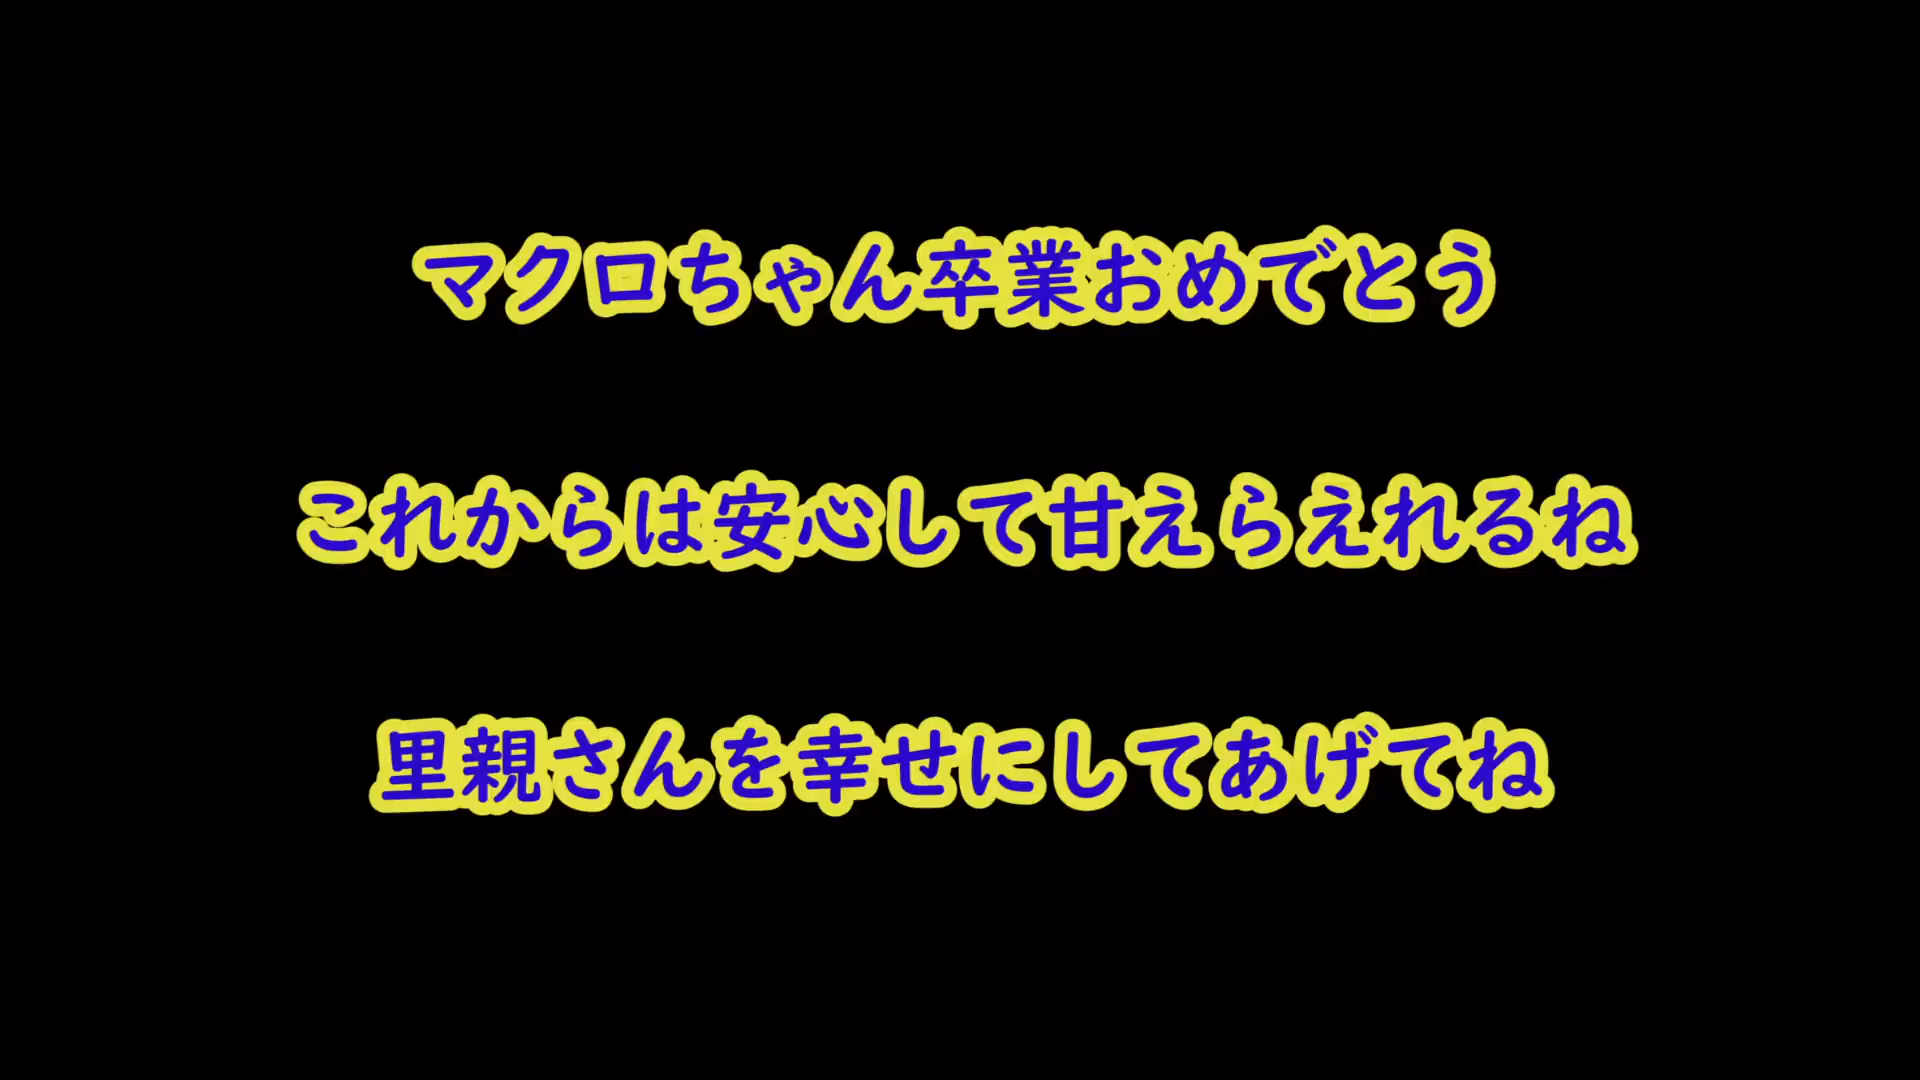 マクロちゃん卒業おめでとう
これからは安心して甘えらえれるね
里親さんを幸せにしてあげてね